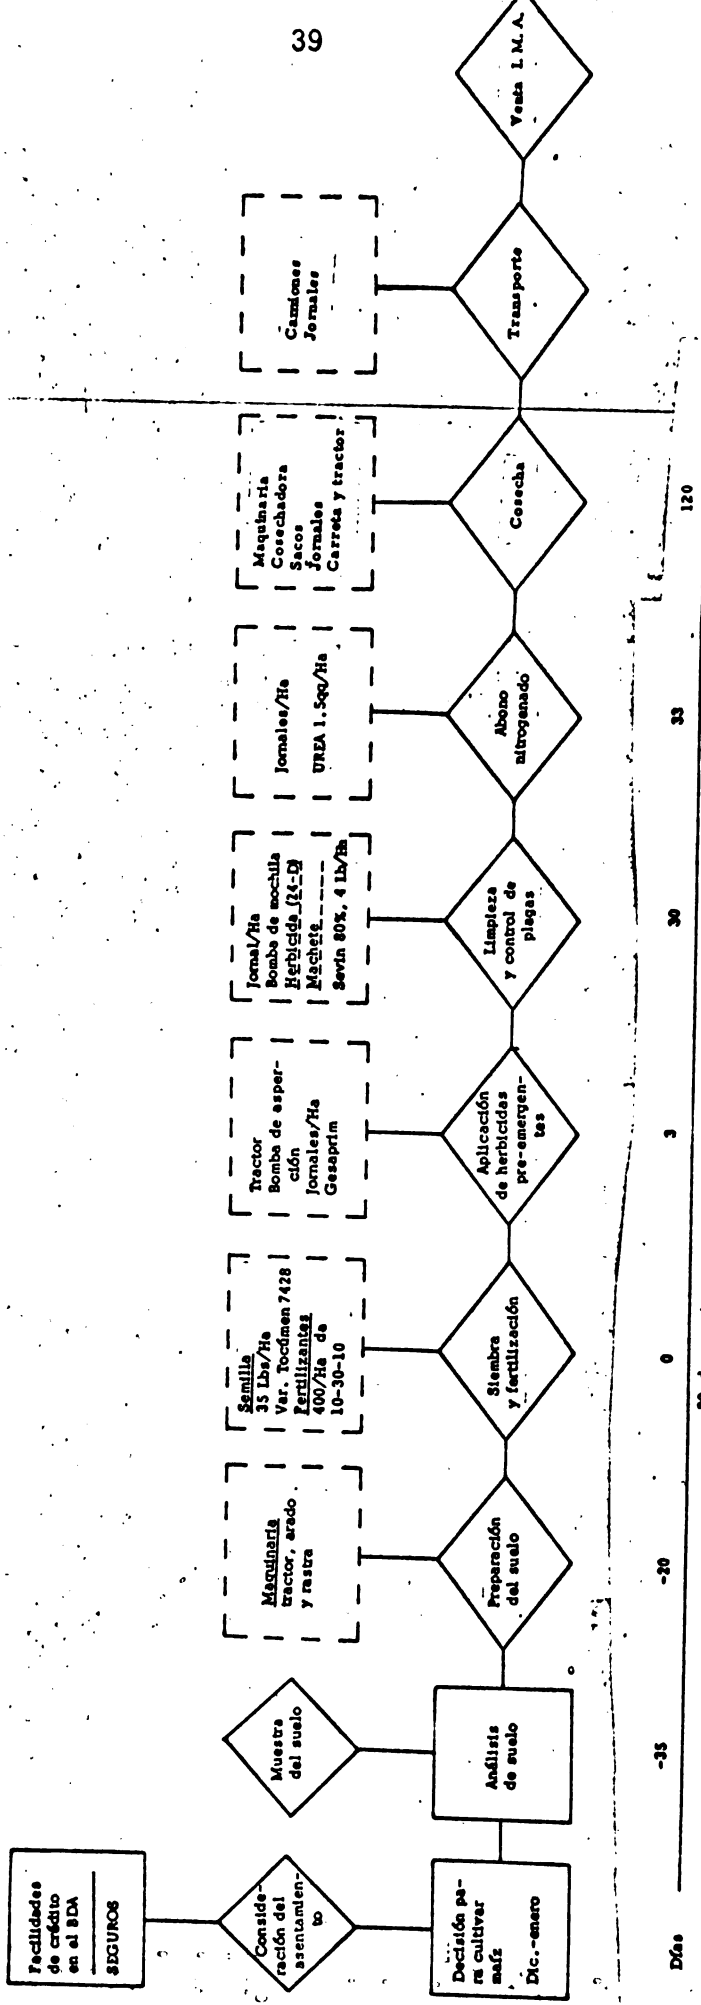 39
Facilidades
de crédito
en el BDA
SEGUROS
Conside-
ración del
asentamien-
to
Decisión pa-
ra cultivar
maíz
Dic.-enero
Muestra
del suelo
Análisis
de suelo
Maquinaria
tractor, arado
y rastra
Preparación
del suelo
Semilla
35 Lbs/Ha
Var. Tocúmen 7428
Fertilizantes
400/Ha de
10-30-10
Siembra
y fertilización
Tractor
Bomba de asper-
ción
Jornales/Ha
Gesaprim
Aplicación
de herbicidas
pre-emergen-
tes
Jornal/Ha
Bomba de mochila
Herbicida (24-D)
Machete
Sevin 80%, 4 Lb/Ha
Limpieza
y control de
plagas
Jornales/Ha
UREA 1.5qq/Ha
Abono
nitrogenado
Maquinaria
Cosechadora
Sacos
Jornales
Carreta y tractor
Cosecha
Camiones
Jornales
Transporte
Venta I.M.A.
Días
-35
-20
0
3
30
33
120